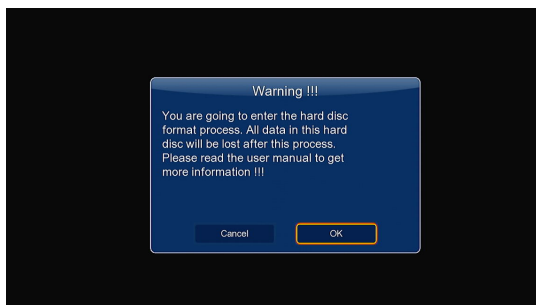 Warning !!!
You are going to enter the hard disc
format process. All data in this hard
disc will be lost after this process.
Please read the user manual to get
more information !!!
Cancel
OK